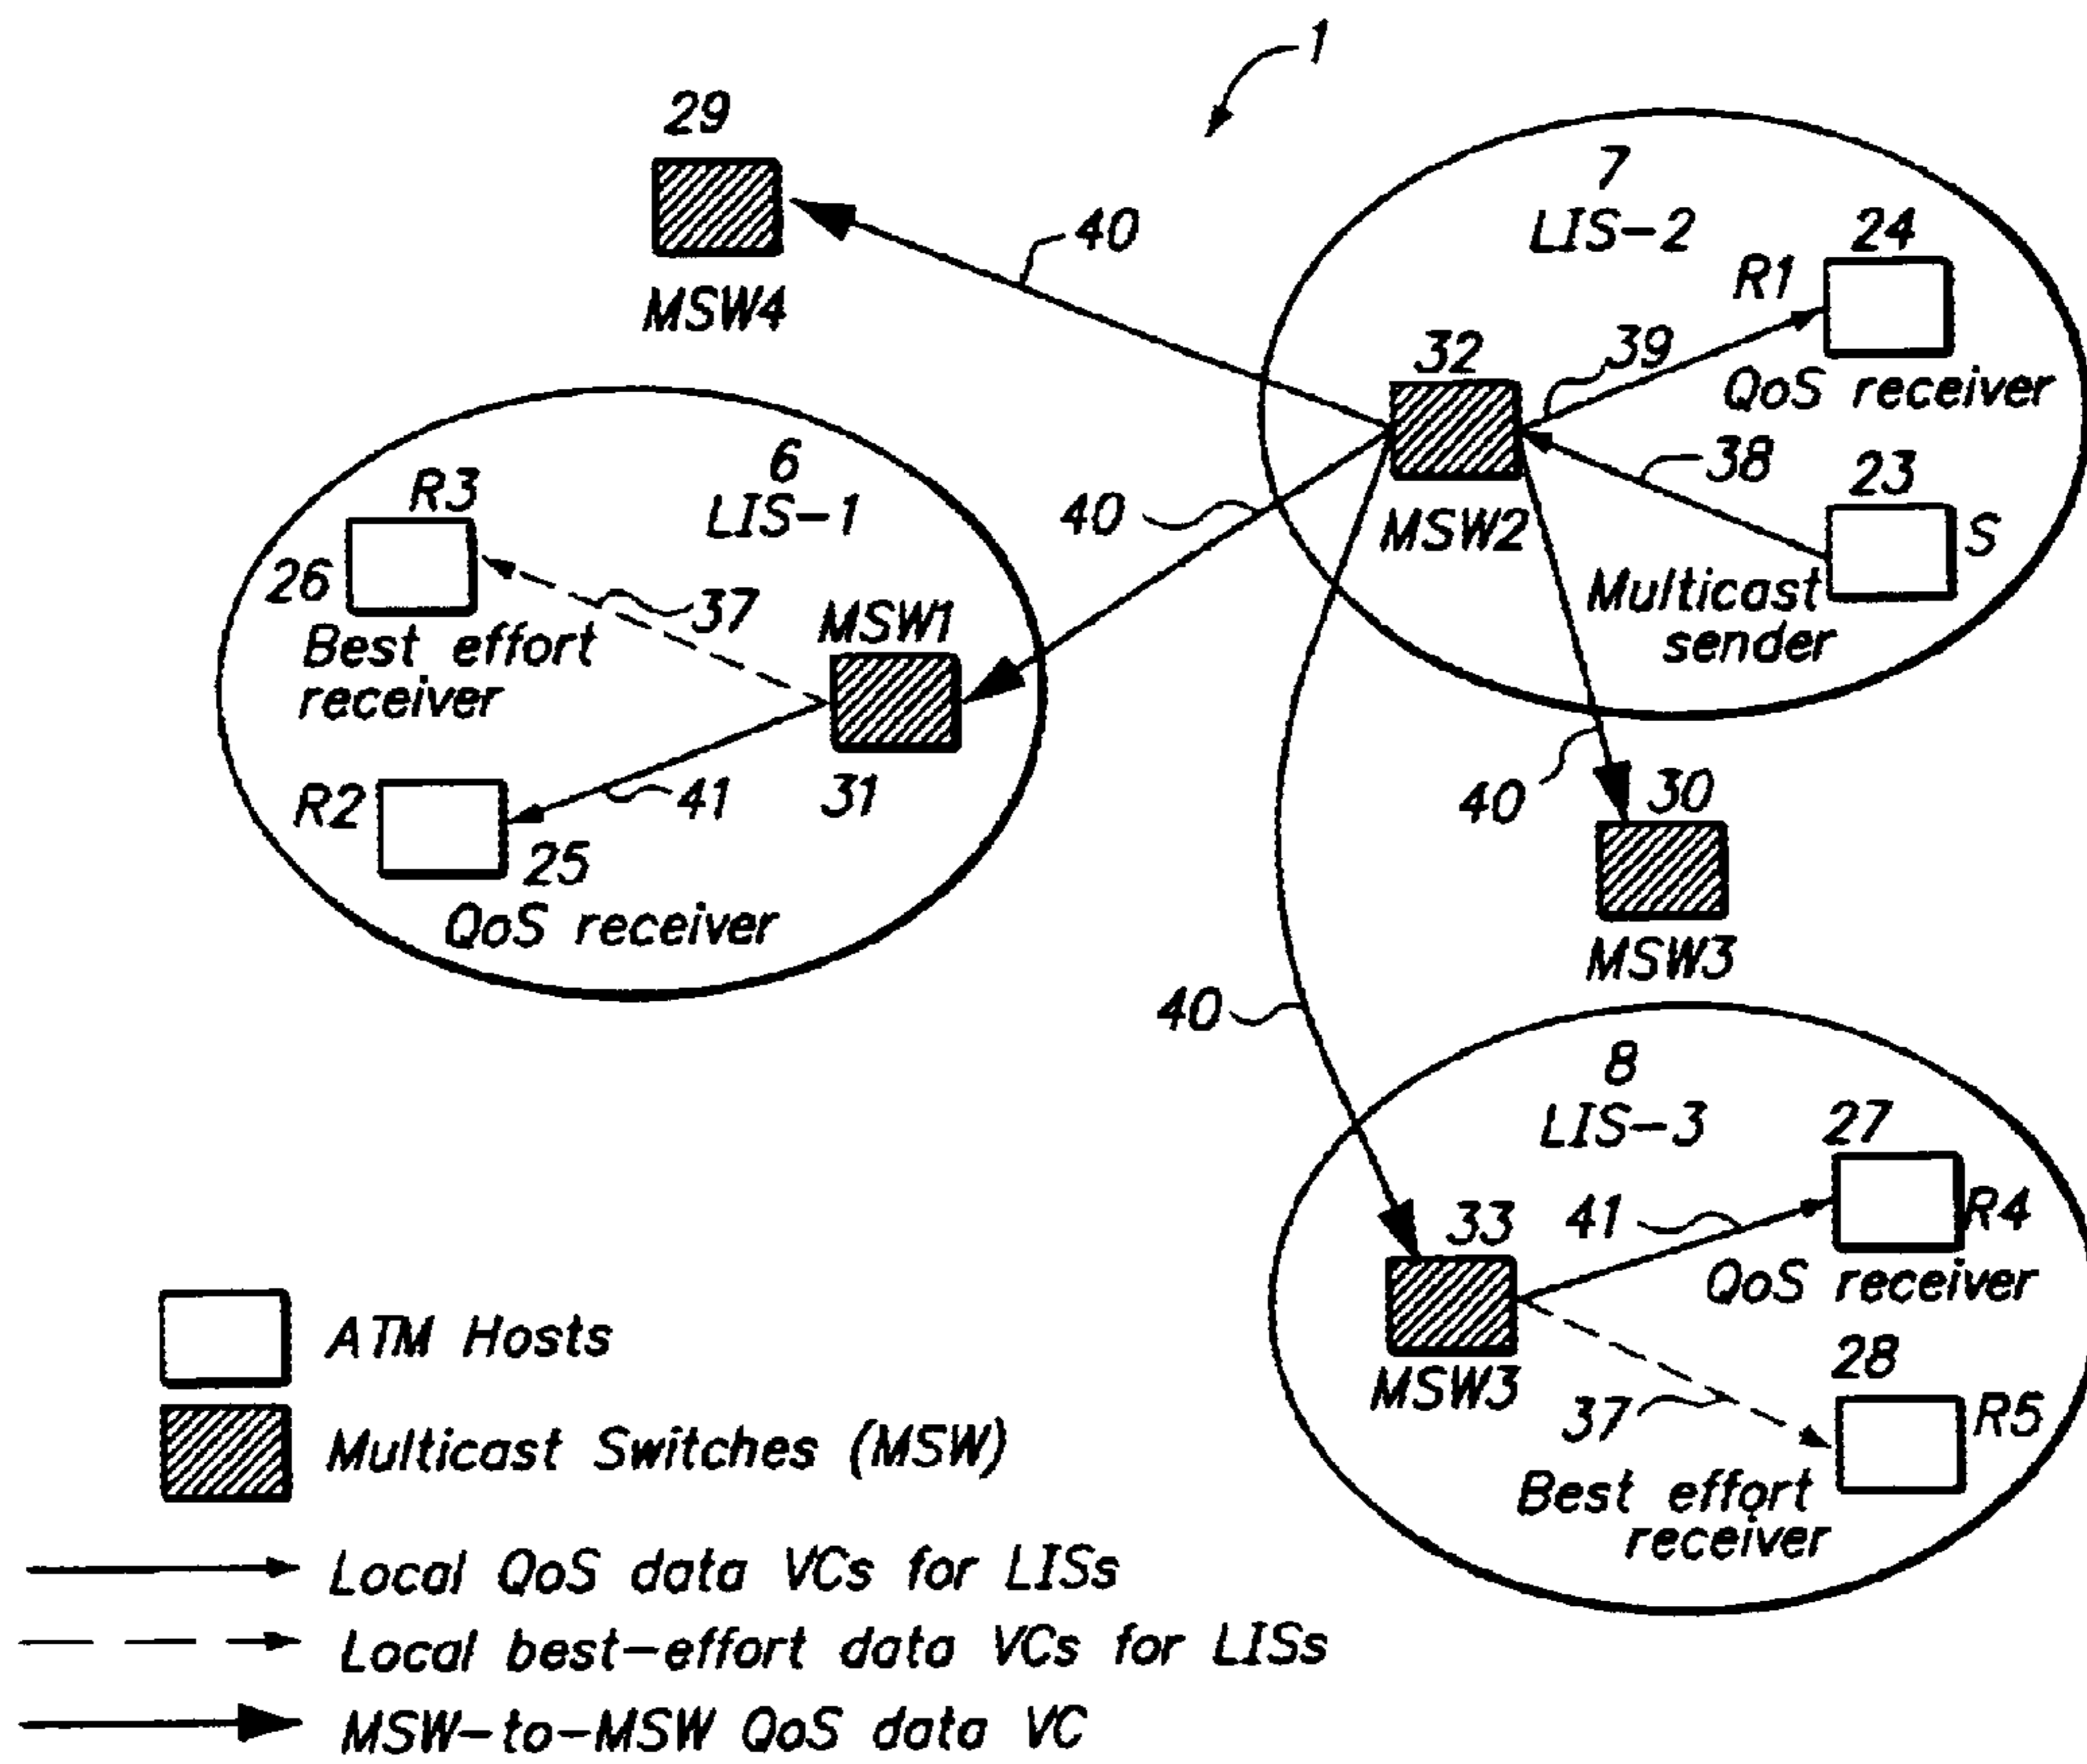 1
29
MSW4
40
7
LIS-2
24
R1
39
QoS receiver
32
MSW2
38
23
S
Multicast
sender
6
LIS-1
R3
26
37
Best effort
receiver
MSW1
31
40
R2
25
41
QoS receiver
40
30
MSW3
40
8
LIS-3
27
R4
41
QoS receiver
33
MSW3
28
R5
37
Best effort
receiver
ATM Hosts
Multicast Switches (MSW)
Local QoS data VCs for LISs
Local best-effort data VCs for LISs
MSW-to-MSW QoS data VC